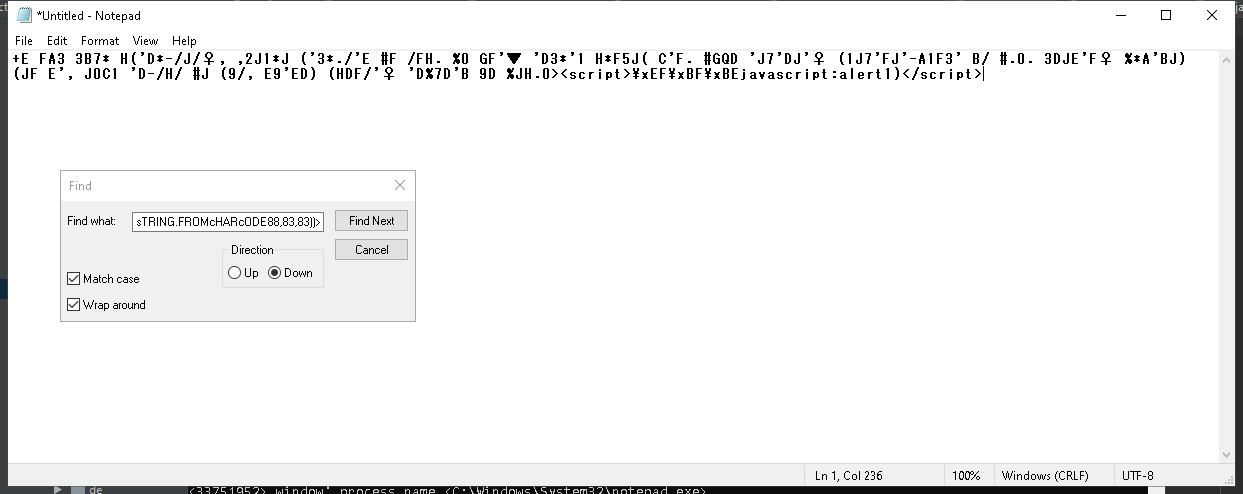 *Untitled - Notepad
File Edit Format View Help
+E FA3 3B7* H('D*-/J/♀, ,2J1*J ('3*./'E #F /FH. %0 GF'▼ 'D3*'1 H*F5J( C'F. #GQD 'J7'DJ'♀ (1J7'FJ'-A1F3' B/ #.0. 3DJE'F♀ %*A'BJ)
(JF E', JOC1 'D-/H/ #J (9/, E9'ED) (HDF/'♀ 'D%7D'B 9D %JH.0><script>¥xEF¥xBF¥xBEjavascript:alert1)</script>
Find
Find what: sTRING.FROMcHARcODE88,83,83))> Find Next
Direction Cancel
Up Down
Match case
Wrap around
Ln 1, Col 236 100% Windows (CRLF) UTF-8
de <33751952> window' process name <C:\Windows\System32\notepad.exe>